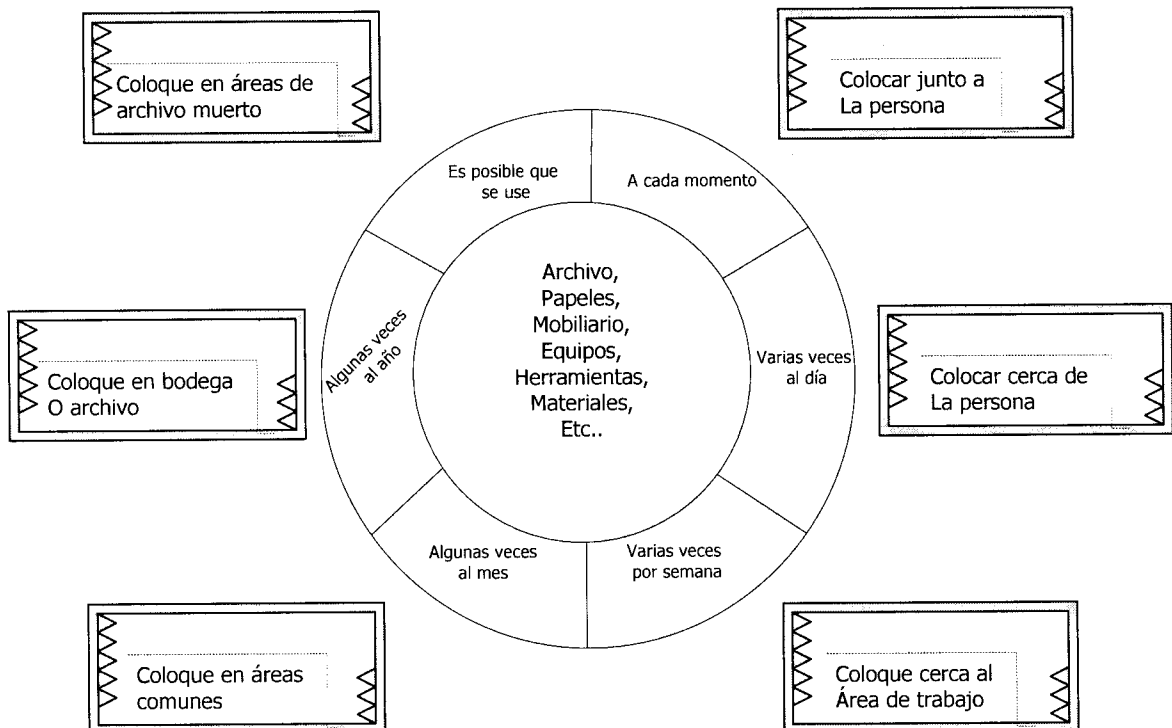 Coloque en áreas de
archivo muerto
Colocar junto a
La persona
Es posible que
se use
A cada momento
Archivo,
Papeles,
Mobiliario,
Equipos,
Herramientas,
Materiales,
Etc..
Algunas veces
al año
Varias veces
al día
Coloque en bodega
O archivo
Colocar cerca de
La persona
Algunas veces
al mes
Varias veces
por semana
Coloque en áreas
comunes
Coloque cerca al
Área de trabajo